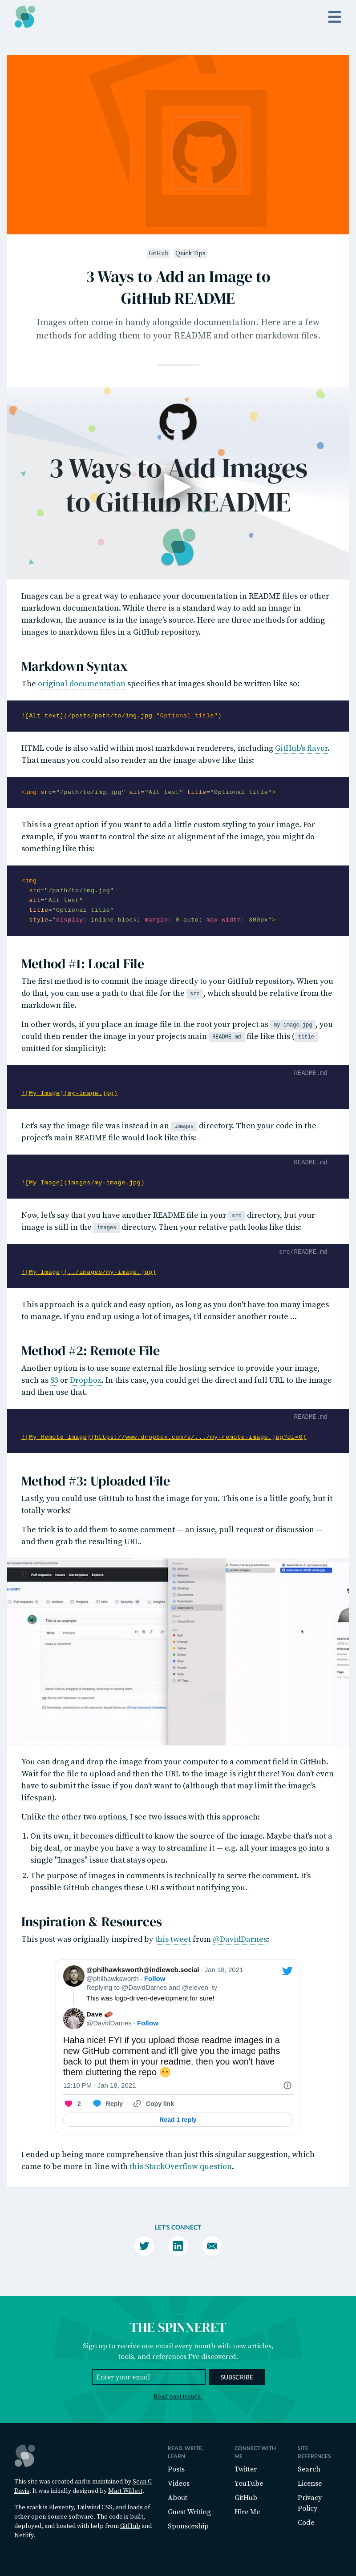 GitHub Quick Tips
3 Ways to Add an Image to
GitHub README
Images often come in handy alongside documentation. Here are a few
methods for adding them to your README and other markdown files.
3 Ways to Add Images
to GitHub README
Images can be a great way to enhance your documentation in README files or other
markdown documentation. While there is a standard way to add an image in
markdown, the nuance is in the image's source. Here are three methods for adding
images to markdown files in a GitHub repository.
Markdown Syntax
The original documentation specifies that images should be written like so:
![Alt text](/posts/path/to/img.jpg "Optional title")
HTML code is also valid within most markdown renderers, including GitHub's flavor.
That means you could also render an the image above like this:
<img src="/path/to/img.jpg" alt="Alt text" title="Optional title">
This is a great option if you want to add a little custom styling to your image. For
example, if you want to control the size or alignment of the image, you might do
something like this:
<img
src="/path/to/img.jpg"
alt="Alt text"
title="Optional title"
style="display: inline-block; margin: 0 auto; max-width: 300px">
Method #1: Local File
The first method is to commit the image directly to your GitHub repository. When you
do that, you can use a path to that file for the src, which should be relative from the
markdown file.
In other words, if you place an image file in the root your project as my-image.jpg, you
could then render the image in your projects main README.md file like this (title
omitted for simplicity):
README.md
![My Image](my-image.jpg)
Let's say the image file was instead in an images directory. Then your code in the
project's main README file would look like this:
README.md
![My Image](images/my-image.jpg)
Now, let's say that you have another README file in your src directory, but your
image is still in the images directory. Then your relative path looks like this:
src/README.md
![My Image](../images/my-image.jpg)
This approach is a quick and easy option, as long as you don't have too many images
to manage. If you end up using a lot of images, I'd consider another route ...
Method #2: Remote File
Another option is to use some external file hosting service to provide your image,
such as S3 or Dropbox. In this case, you could get the direct and full URL to the image
and then use that.
README.md
![My Remote Image](https://www.dropbox.com/s/.../my-remote-image.jpg?dl=0)
Method #3: Uploaded File
Lastly, you could use GitHub to host the image for you. This one is a little goofy, but it
totally works!
The trick is to add them to some comment — an issue, pull request or discussion —
and then grab the resulting URL.
Pull requests Issues Marketplace Explore
This is an example
Write Preview
Leave a comment
You can drag and drop the image from your computer to a comment field in GitHub.
Wait for the file to upload and then the URL to the image is right there! You don't even
have to submit the issue if you don't want to (although that may limit the image's
lifespan).
Unlike the other two options, I see two issues with this approach:
1. On its own, it becomes difficult to know the source of the image. Maybe that's not a
big deal, or maybe you have a way to streamline it — e.g. all your images go into a
single "Images" issue that stays open.
2. The purpose of images in comments is technically to serve the comment. It's
possible GitHub changes these URLs without notifying you.
Inspiration & Resources
This post was originally inspired by this tweet from @DavidDarnes:
@philhawksworth@indieweb.social · Jan 18, 2021
@philhawksworth · Follow
Replying to @DavidDarnes and @eleven_ty
This was logo-driven-development for sure!
Dave
@DavidDarnes · Follow
Haha nice! FYI if you upload those readme images in a
new GitHub comment and it'll give you the image paths
back to put them in your readme, then you won't have
them cluttering the repo 😬
12:10 PM · Jan 18, 2021
2 Reply Copy link
Read 1 reply
I ended up being more comprehensive than just this singular suggestion, which
came to be more in-line with this StackOverflow question.
LET'S CONNECT
THE SPINNERET
Sign up to receive one email every month with new articles,
tools, and references I've discovered.
Enter your email SUBSCRIBE
Read past issues.
This site was created and is maintained by Sean C
Davis. It was initially designed by Matt Willett.
The stack is Eleventy, Tailwind CSS, and loads of
other open-source software. The code is built,
deployed, and hosted with help from GitHub and
Netlify.
READ, WRITE,
LEARN
Posts
Videos
About
Guest Writing
Sponsorship
CONNECT WITH
ME
Twitter
YouTube
GitHub
Hire Me
SITE
REFERENCES
Search
License
Privacy
Policy
Code